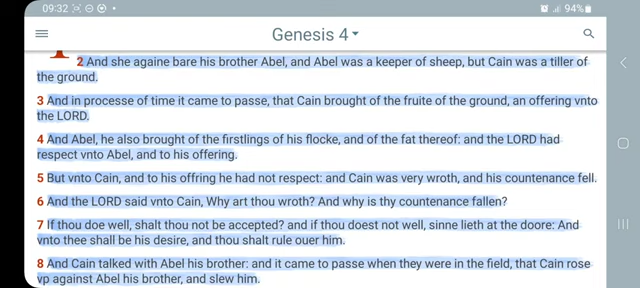 09:32
94%
Genesis 4
2 And she againe bare his brother Abel, and Abel was a keeper of sheep, but Cain was a tiller of
the ground.
3 And in processe of time it came to passe, that Cain brought of the fruite of the ground, an offering vnto
the LORD.
4 And Abel, he also brought of the firstlings of his flocke, and of the fat thereof: and the LORD had
respect vnto Abel, and to his offering.
5 But vnto Cain, and to his offring he had not respect: and Cain was very wroth, and his countenance fell.
6 And the LORD said vnto Cain, Why art thou wroth? And why is thy countenance fallen?
7 If thou doe well, shalt thou not be accepted? and if thou doest not well, sinne lieth at the doore: And
vnto thee shall be his desire, and thou shalt rule ouer him.
8 And Cain talked with Abel his brother: and it came to passe when they were in the field, that Cain rose
vp against Abel his brother, and slew him.